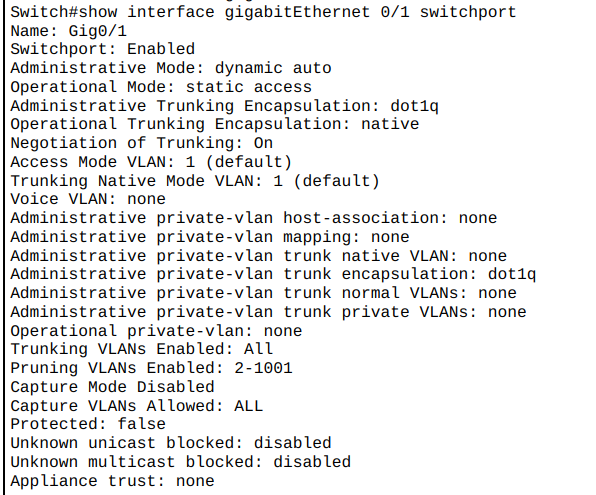 Switch#show interface gigabitEthernet 0/1 switchport
Name: Gig0/1
Switchport: Enabled
Administrative Mode: dynamic auto
Operational Mode: static access
Administrative Trunking Encapsulation: dot1q
Operational Trunking Encapsulation: native
Negotiation of Trunking: On
Access Mode VLAN: 1 (default)
Trunking Native Mode VLAN: 1 (default)
Voice VLAN: none
Administrative private-vlan host-association: none
Administrative private-vlan mapping: none
Administrative private-vlan trunk native VLAN: none
Administrative private-vlan trunk encapsulation: dot1q
Administrative private-vlan trunk normal VLANs: none
Administrative private-vlan trunk private VLANs: none
Operational private-vlan: none
Trunking VLANs Enabled: All
Pruning VLANs Enabled: 2-1001
Capture Mode Disabled
Capture VLANs Allowed: ALL
Protected: false
Unknown unicast blocked: disabled
Unknown multicast blocked: disabled
Appliance trust: none